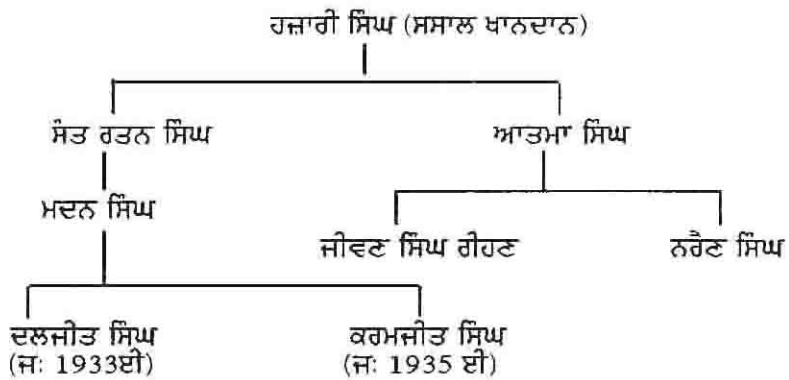 ਹਜ਼ਾਰੀ ਸਿੰਘ (ਸਸਾਲ ਖਾਨਦਾਨ)
ਸੰਤ ਰਤਨ ਸਿੰਘ ਆਤਮਾ ਸਿੰਘ
ਮਦਨ ਸਿੰਘ
ਜੀਵਣ ਸਿੰਘ ਰੀਹਣ ਨਰੈਣ ਸਿੰਘ
ਦਲਜੀਤ ਸਿੰਘ ਕਰਮਜੀਤ ਸਿੰਘ
(ਜ: 1933ਈ) (ਜ: 1935 ਈ)